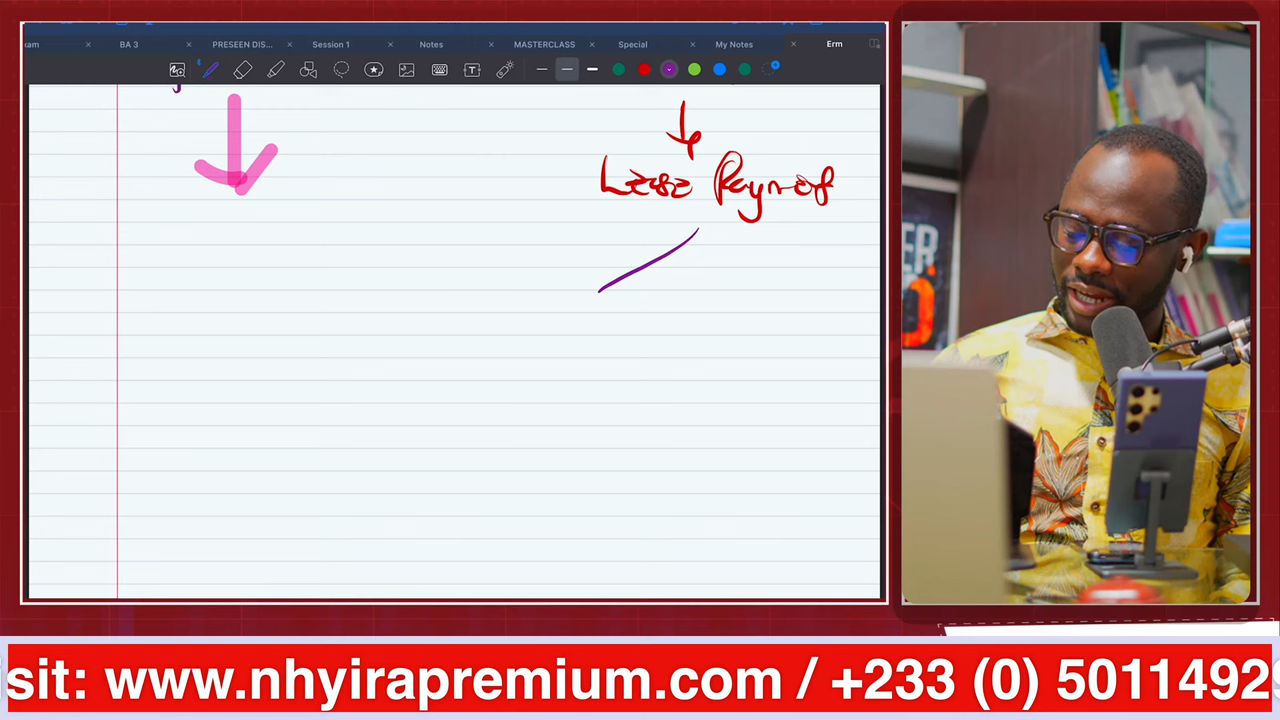 am
BA 3
PRESEEN DIS...
Session 1
Notes
MASTERCLASS
Special
My Notes
Erm
Lease Payment
sit: www.nhyirapremium.com / +233 (0) 5011492